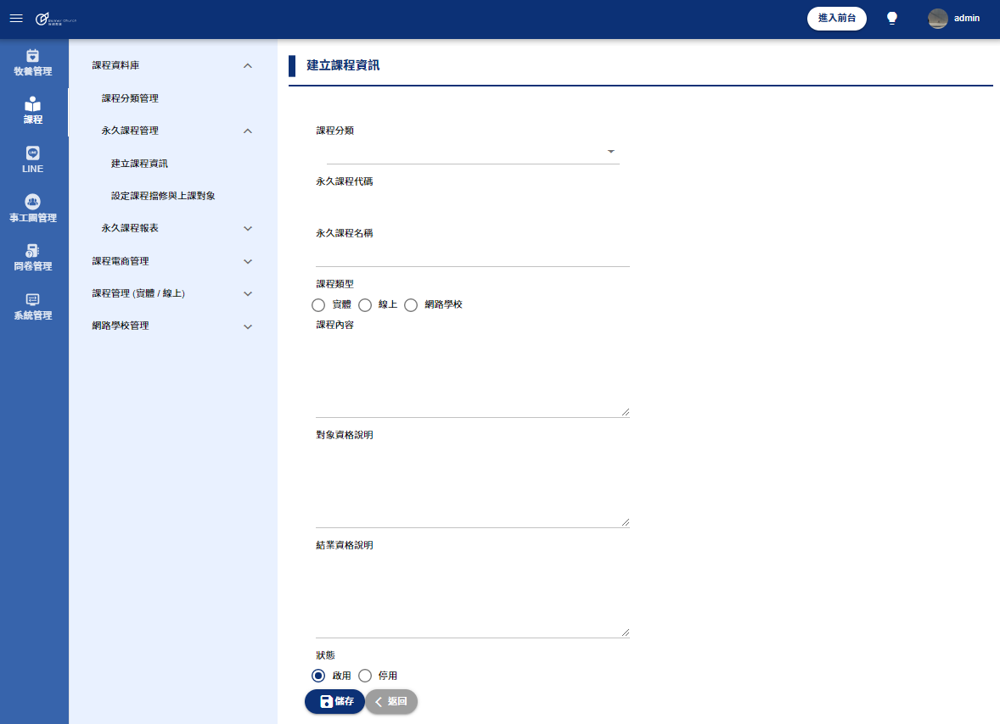 進入前台
admin
牧養管理
課程
LINE
事工團管理
問卷管理
系統管理
課程資料庫
課程分類管理
永久課程管理
建立課程資訊
設定課程擋修與上課對象
永久課程報表
課程電商管理
課程管理 (實體 / 線上)
網路學校管理
建立課程資訊
課程分類
永久課程代碼
永久課程名稱
課程類型
實體 線上 網路學校
課程內容
對象資格說明
結業資格說明
狀態
啟用 停用
儲存 返回